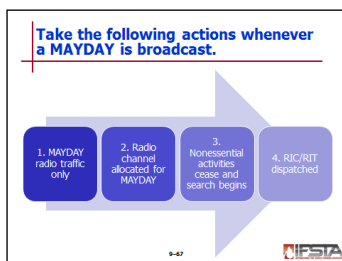 Take the following actions whenever
a MAYDAY is broadcast.
1. MAYDAY
radio traffic
only
2. Radio
channel
allocated for
MAYDAY
3.
Nonessential
activities
cease and
search begins
4. RIC/RIT
dispatched
9–67
IFSTA